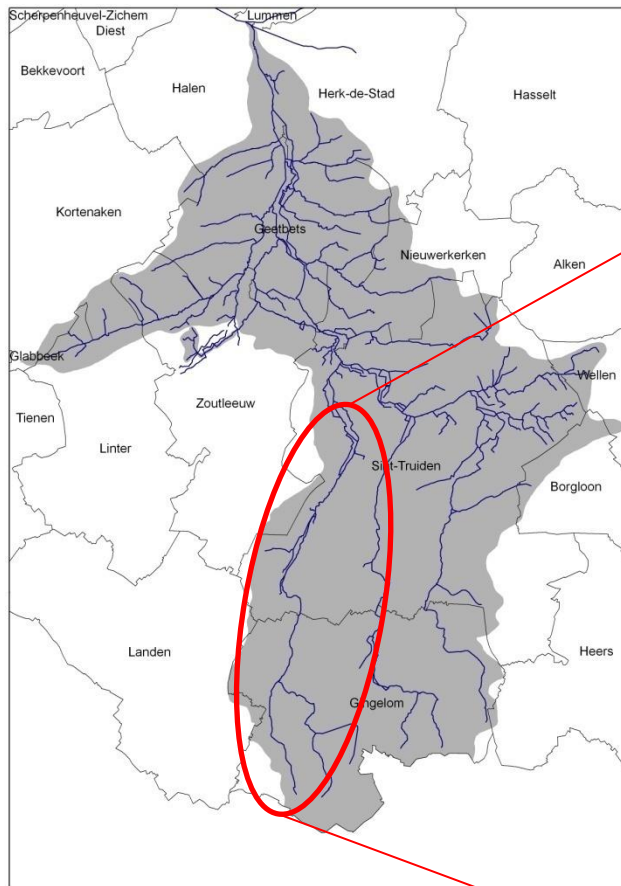 Scherpenheuvel-Zichem
Lummen
Diest
Bekkevoort
Halen
Herk-de-Stad
Hasselt
Kortenaken
Geetbets
Nieuwerkerken
Alken
Glabbeek
Wellen
Zoutleeuw
Tienen
Linter
Sint-Truiden
Borgloon
Landen
Heers
Gingelom